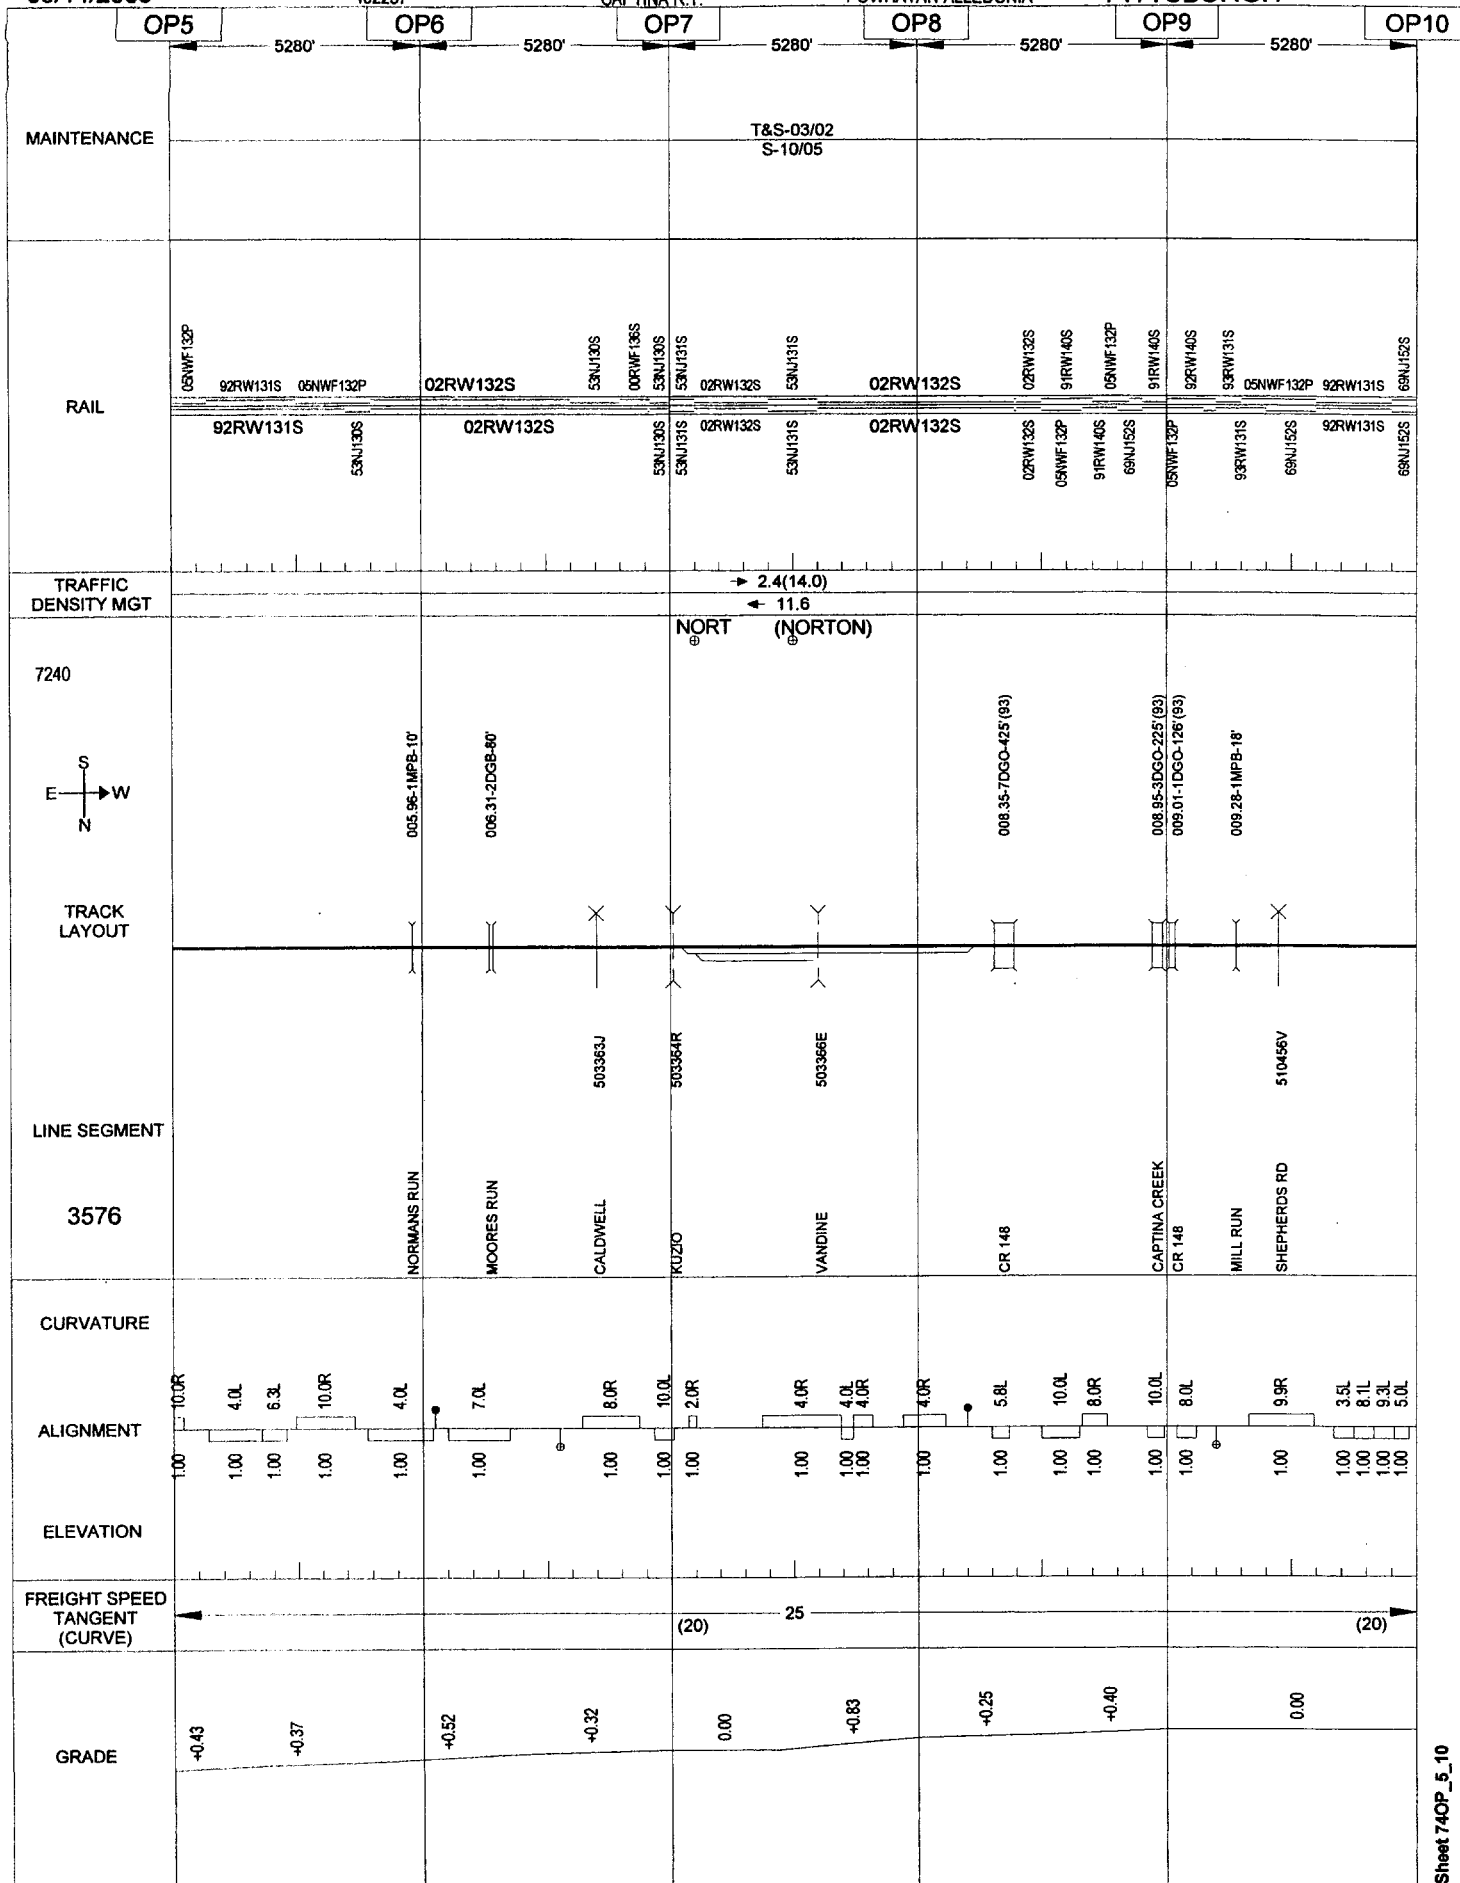 OP5 OP6 OP7 OP8 OP9 OP10
5280' 5280' 5280' 5280' 5280'
MAINTENANCE
T&S-03/02
S-10/05
RAIL
05NWF132P 92RW131S 05NWF132P 02RW132S 53NJ130S 00RWF136S 53NJ130S 53NJ131S 02RW132S 53NJ131S 02RW132S 02RW132S 91RW140S 05NWF132P 91RW140S 92RW140S 93RW131S 05NWF132P 92RW131S 69NJ152S
92RW131S 53NJ130S 02RW132S 53NJ130S 53NJ131S 02RW132S 53NJ131S 02RW132S 02RW132S 05NWF132P 91RW140S 69NJ152S 05NWF132P 93RW131S 69NJ152S 92RW131S 69NJ152S
TRAFFIC
DENSITY MGT
2.4(14.0)
11.6
NORT (NORTON)
7240
S
E W
N
005.96-1MPB-10' 006.31-2DGB-80' 008.35-7DGO-425'(93) 008.95-3DGO-225'(93) 009.01-1DGO-126'(93) 009.28-1MPB-18'
TRACK
LAYOUT
503363J 503364R 503366E 510456V
LINE SEGMENT
3576
NORMANS RUN MOORES RUN CALDWELL KUZIO VANDINE CR 148 CAPTINA CREEK CR 148 MILL RUN SHEPHERDS RD
CURVATURE
10.0R 4.0L 6.3L 10.0R 4.0L 7.0L 8.0R 10.0L 2.0R 4.0R 4.0L 4.0R 4.0R 5.8L 10.0L 8.0R 10.0L 8.0L 9.9R 3.5L 8.1L 9.3L 5.0L
ALIGNMENT
1.00 1.00 1.00 1.00 1.00 1.00 1.00 1.00 1.00 1.00 1.00 1.00 1.00 1.00 1.00 1.00 1.00 1.00 1.00 1.00 1.00 1.00 1.00
ELEVATION
FREIGHT SPEED
TANGENT
(CURVE)
25
(20) (20)
GRADE
+0.43 +0.37 +0.52 +0.32 0.00 +0.83 +0.25 +0.40 0.00
Sheet 74OP_5_10